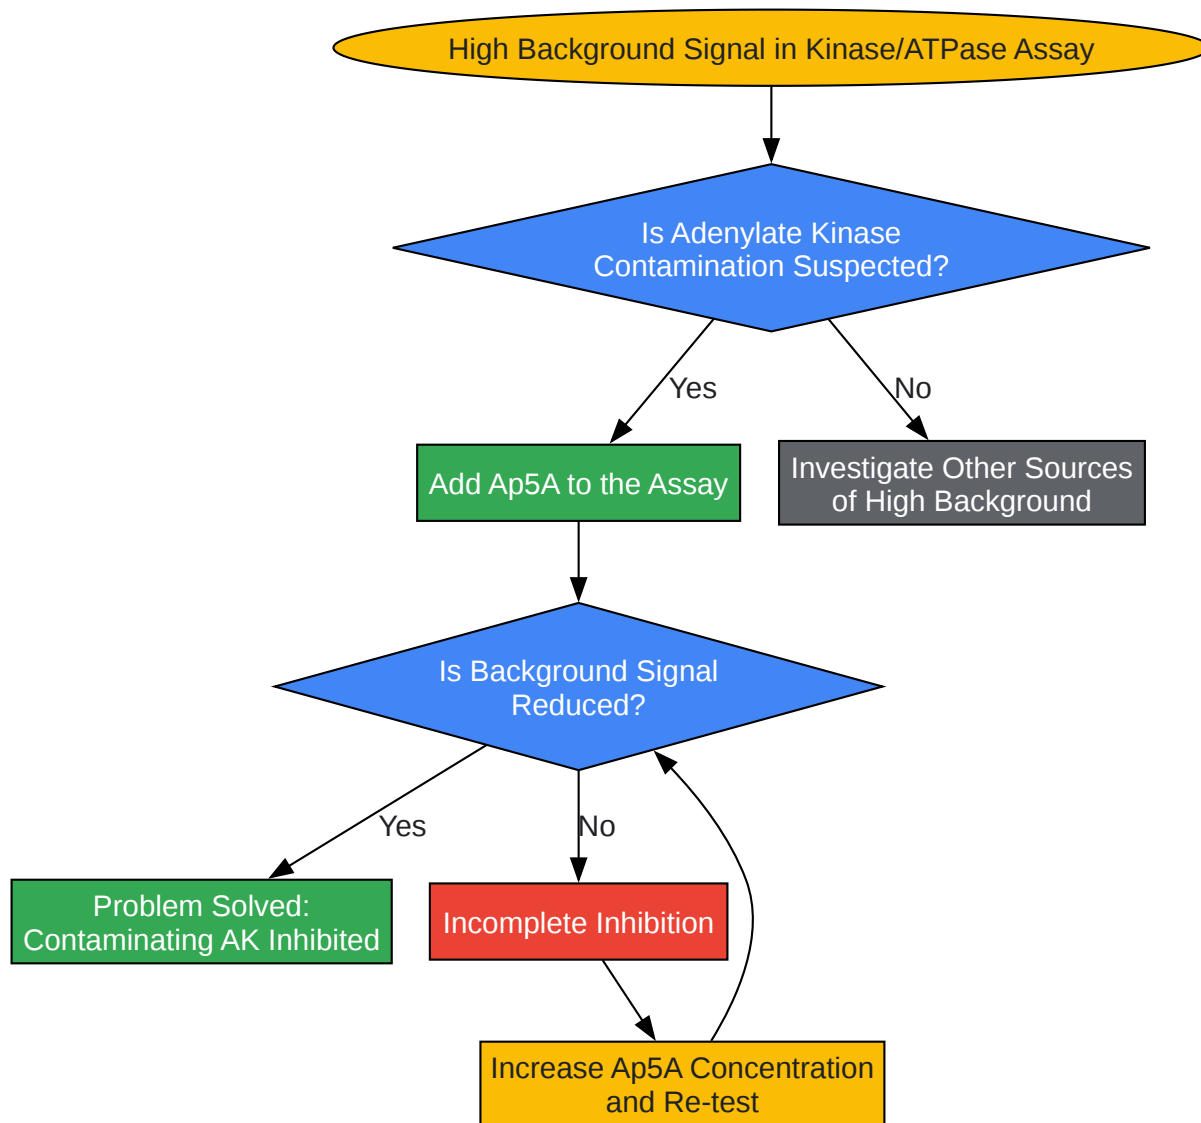 High Background Signal in Kinase/ATPase Assay
Is Adenylate Kinase
Contamination Suspected?
Yes
No
Add Ap5A to the Assay
Investigate Other Sources
of High Background
Is Background Signal
Reduced?
Yes
No
Problem Solved:
Contaminating AK Inhibited
Incomplete Inhibition
Increase Ap5A Concentration
and Re-test